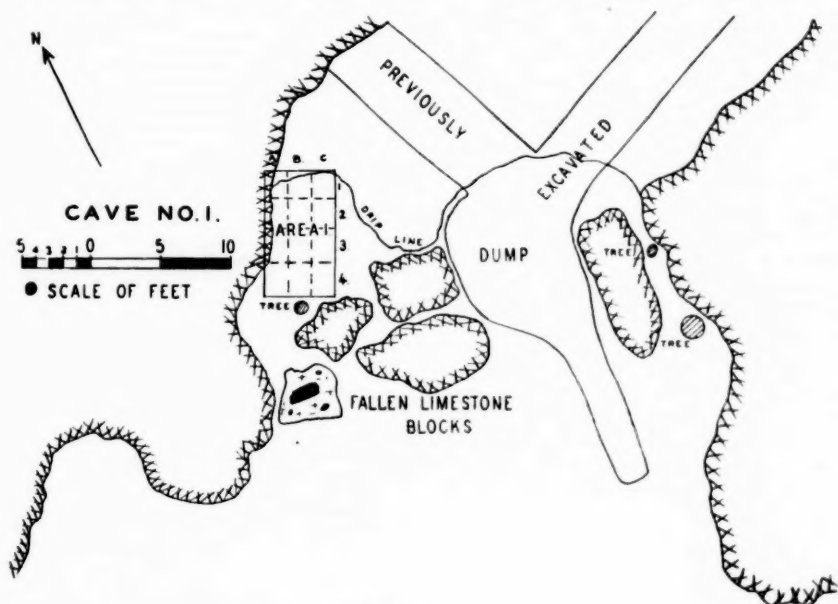 N
PREVIOUSLY
EXCAVATED
A B. C
1
2
3
4
AREA-A-1
DRIP LINE
CAVE NO.1.
5 4 3 2 1 0 5 10
SCALE OF FEET
DUMP
TREE
TREE
TREE
FALLEN LIMESTONE
BLOCKS